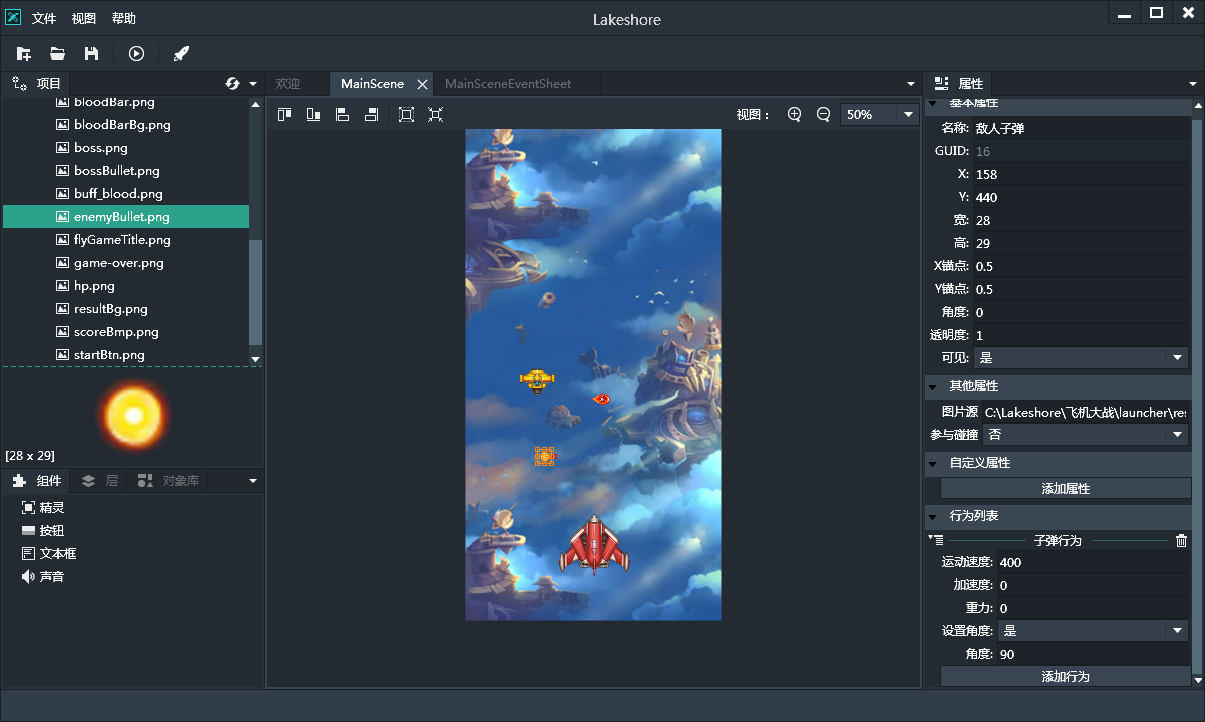 文件 视图 帮助
Lakeshore
项目
欢迎 MainScene MainSceneEventSheet
属性
bloodBar.png
bloodBarBg.png
boss.png
bossBullet.png
buff_blood.png
enemyBullet.png
flyGameTitle.png
game-over.png
hp.png
resultBg.png
scoreBmp.png
startBtn.png
[28 x 29]
组件 层 对象库
精灵
按钮
文本框
声音
视图： 50%
基本属性
名称: 敌人子弹
GUID: 16
X: 158
Y: 440
宽: 28
高: 29
X锚点: 0.5
Y锚点: 0.5
角度: 0
透明度: 1
可见: 是
其他属性
图片源 C:\Lakeshore\飞机大战\launcher\re
参与碰撞 否
自定义属性
添加属性
行为列表
子弹行为
运动速度: 400
加速度: 0
重力: 0
设置角度: 是
角度: 90
添加行为